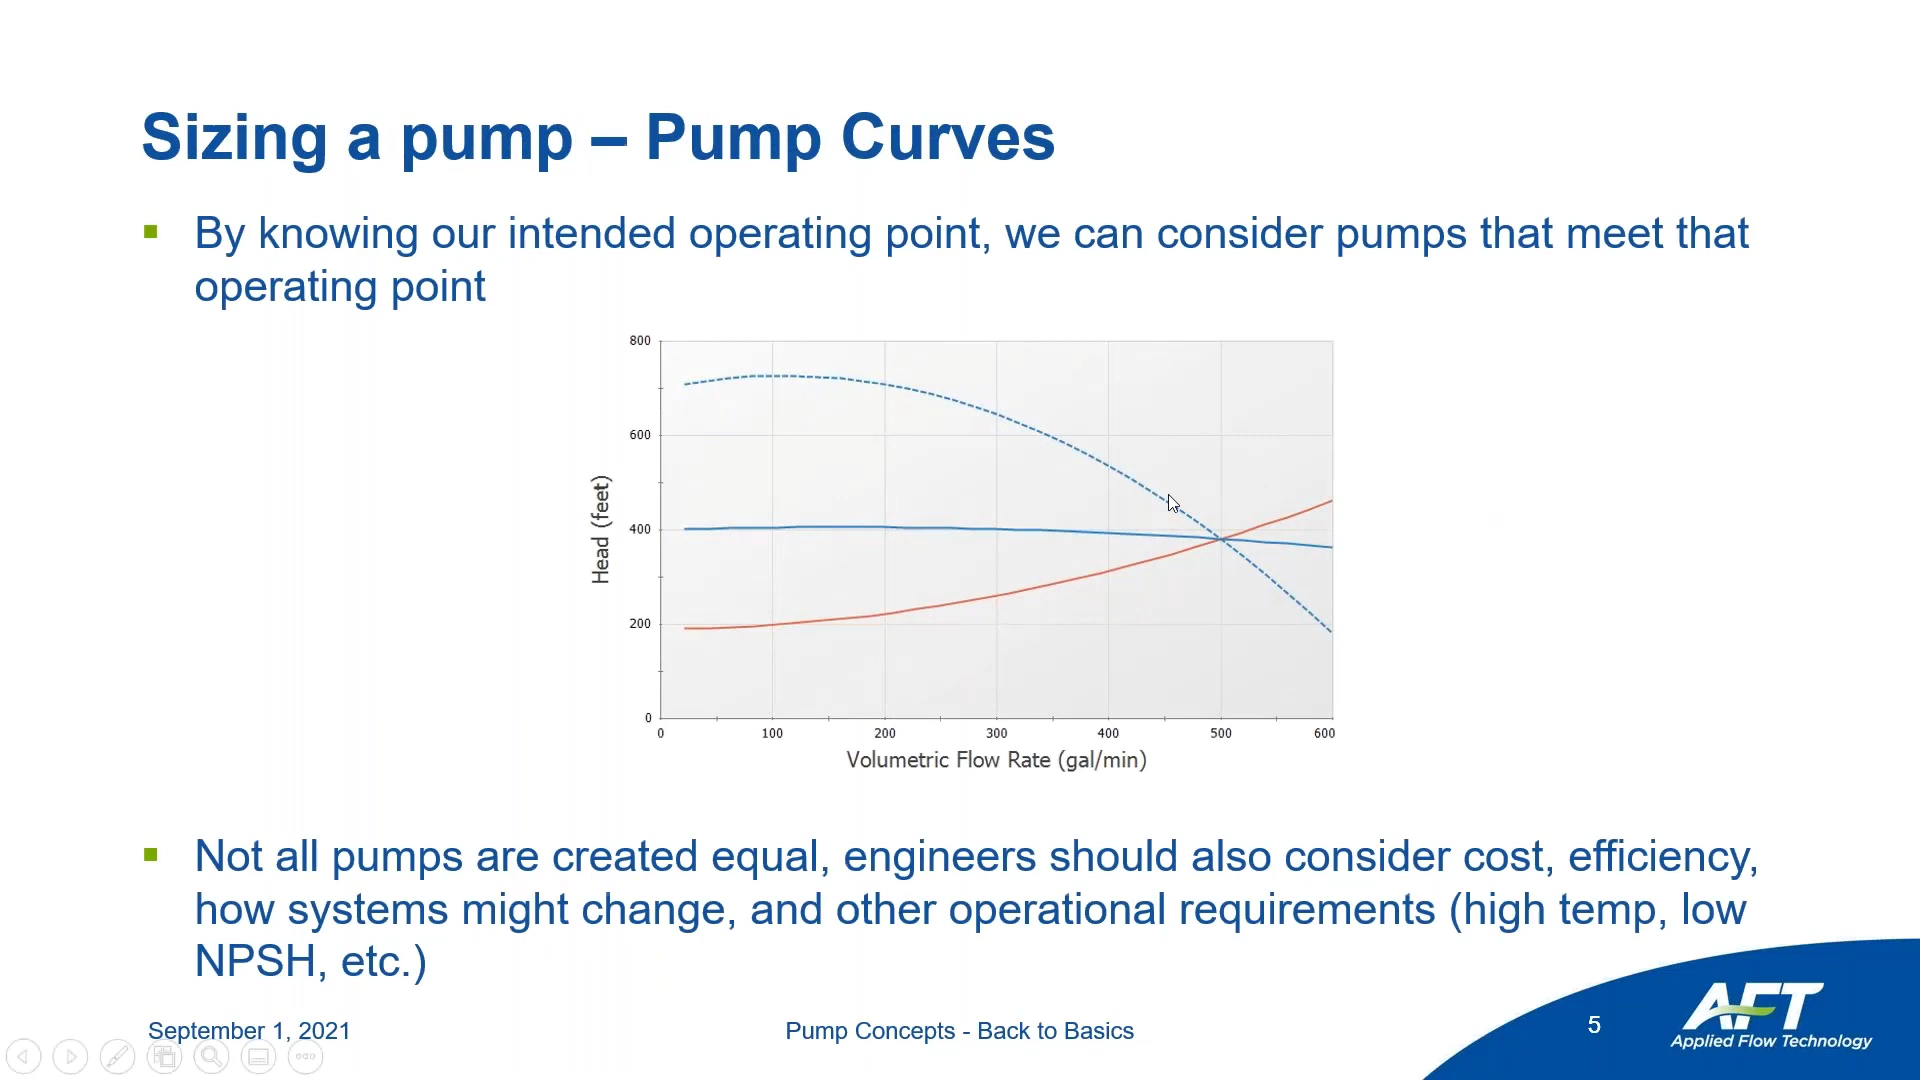 Sizing a pump – Pump Curves
By knowing our intended operating point, we can consider pumps that meet that
operating point
800
600
400
200
0
Head (feet)
0 100 200 300 400 500 600
Volumetric Flow Rate (gal/min)
Not all pumps are created equal, engineers should also consider cost, efficiency,
how systems might change, and other operational requirements (high temp, low
NPSH, etc.)
September 1, 2021
Pump Concepts - Back to Basics
5
AFT
Applied Flow Technology